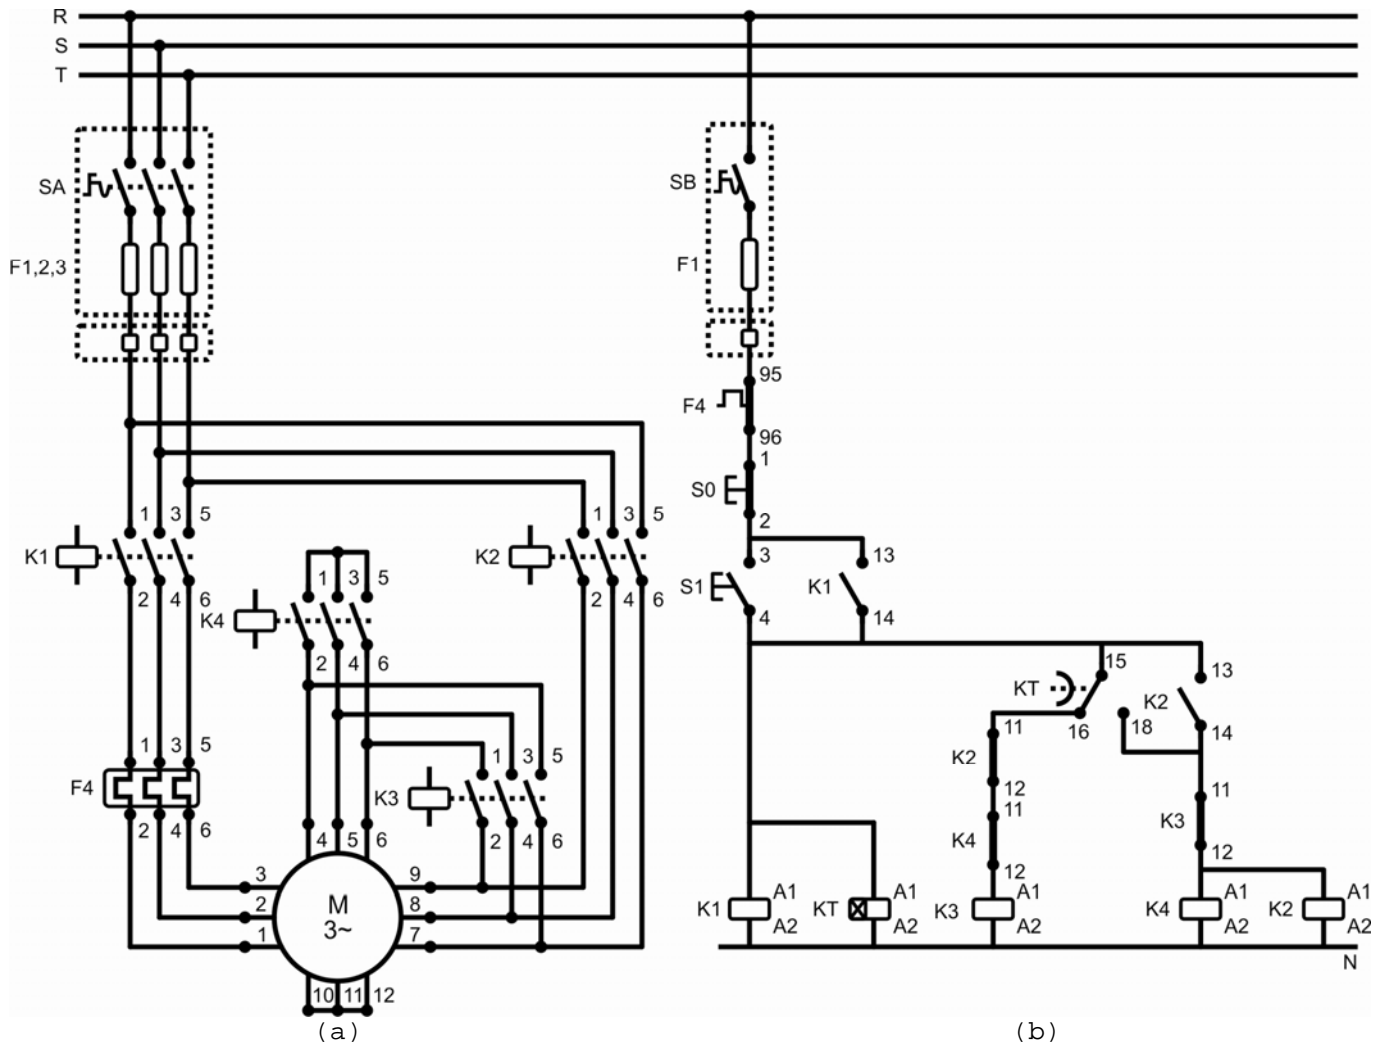 R
S
T
SA
SB
F1,2,3
F1
95
F4
96
1
S0
2
1 3 5
1 3 5
K1
K2
3
13
2 4 6
2 4 6
S1
K1
4
14
1 3 5
K4
2 4 6
15
13
KT
K2
16
18
14
11
K2
12
11
K4
12
11
K3
12
1 3 5
F4
2 4 6
1 3 5
K3
2 4 6
4 5 6
3
9
2
M
8
3~
1
7
10 11 12
K1
A1
A2
KT
A1
A2
K3
A1
A2
K4
A1
A2
K2
A1
A2
N
(a)
(b)